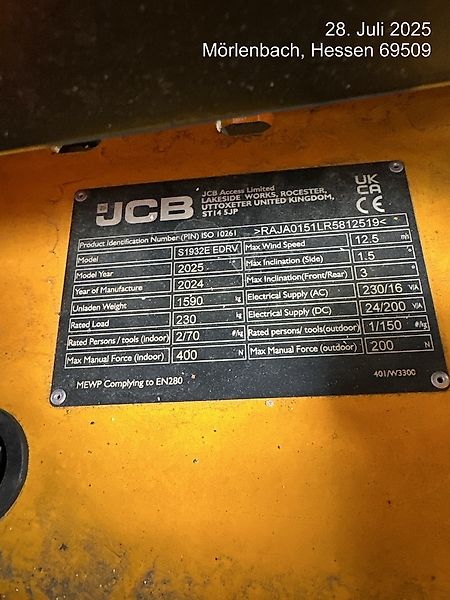 28. Juli 2025
Mörlenbach, Hessen 69509
JCB
JCB Access Limited
LAKESIDE WORKS, ROCESTER,
UTTOXETER UNITED KINGDOM,
ST14 5JP
UK
CA
CE
Product Identification Number (PIN) ISO 10261 >RAJA0151LR5812519<
Model S1932E EDRV
Model Year 2025
Year of Manufacture 2024
Unladen Weight 1590 kg
Rated Load 230 kg
Rated Persons/ tools (indoor) 2/70 #/kg
Max Manual Force (indoor) 400 N
Max Wind Speed 12.5 m/s
Max Inclination (Side) 1.5 °
Max Inclination(Front/Rear) 3 °
Electrical Supply (AC) 230/16 V/A
Electrical Supply (DC) 24/200 V/A
Rated persons/ tools(outdoor) 1/150 #/kg
Max Manual Force (outdoor) 200 N
MEWP Complying to EN280
401/W3300